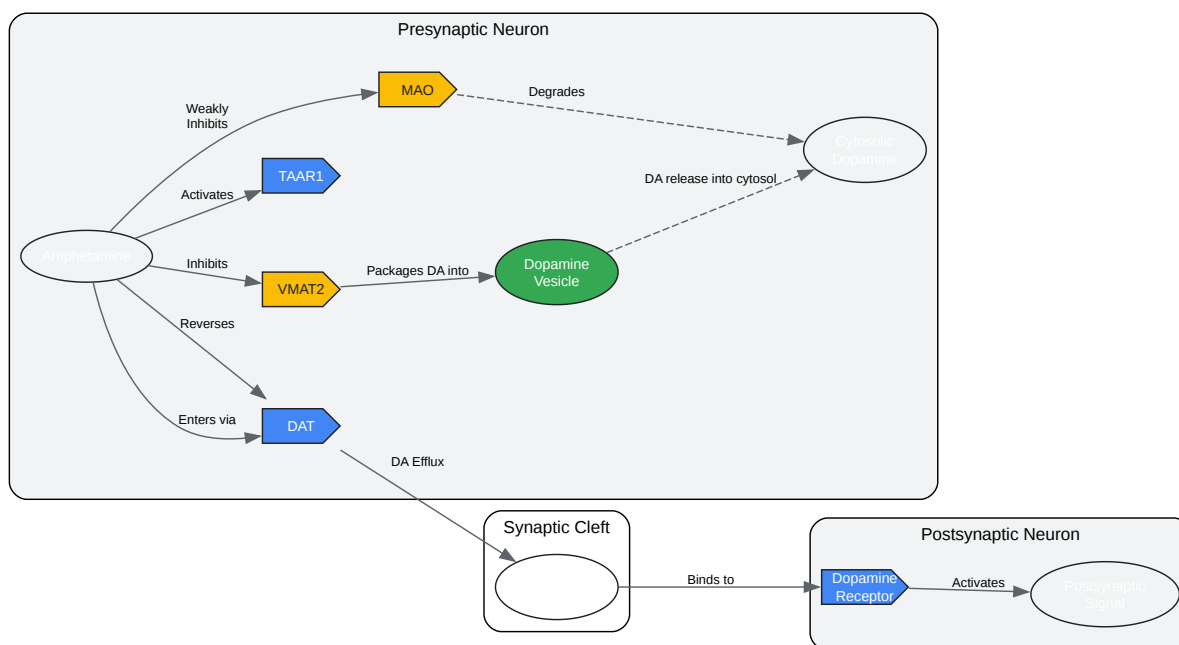 Presynaptic Neuron
MAO
Weakly
Inhibits
Degrades
Cytosolic
Dopamine
TAAR1
Activates
DA release into cytosol
Amphetamine
Inhibits
VMAT2
Packages DA into
Dopamine
Vesicle
Reverses
Enters via
DAT
DA Efflux
Synaptic Cleft
Postsynaptic Neuron
Binds to
Dopamine
Receptor
Activates
Postsynaptic
Signal